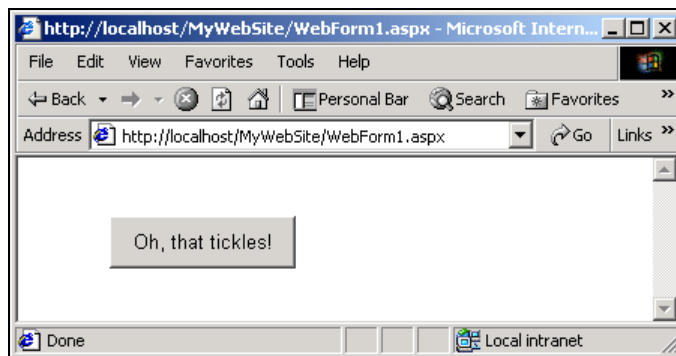 http://localhost/MyWebSite/WebForm1.aspx - Microsoft Intern...
File Edit View Favorites Tools Help
Back Personal Bar Search Favorites »
Address http://localhost/MyWebSite/WebForm1.aspx Go Links »
Oh, that tickles!
Done Local intranet